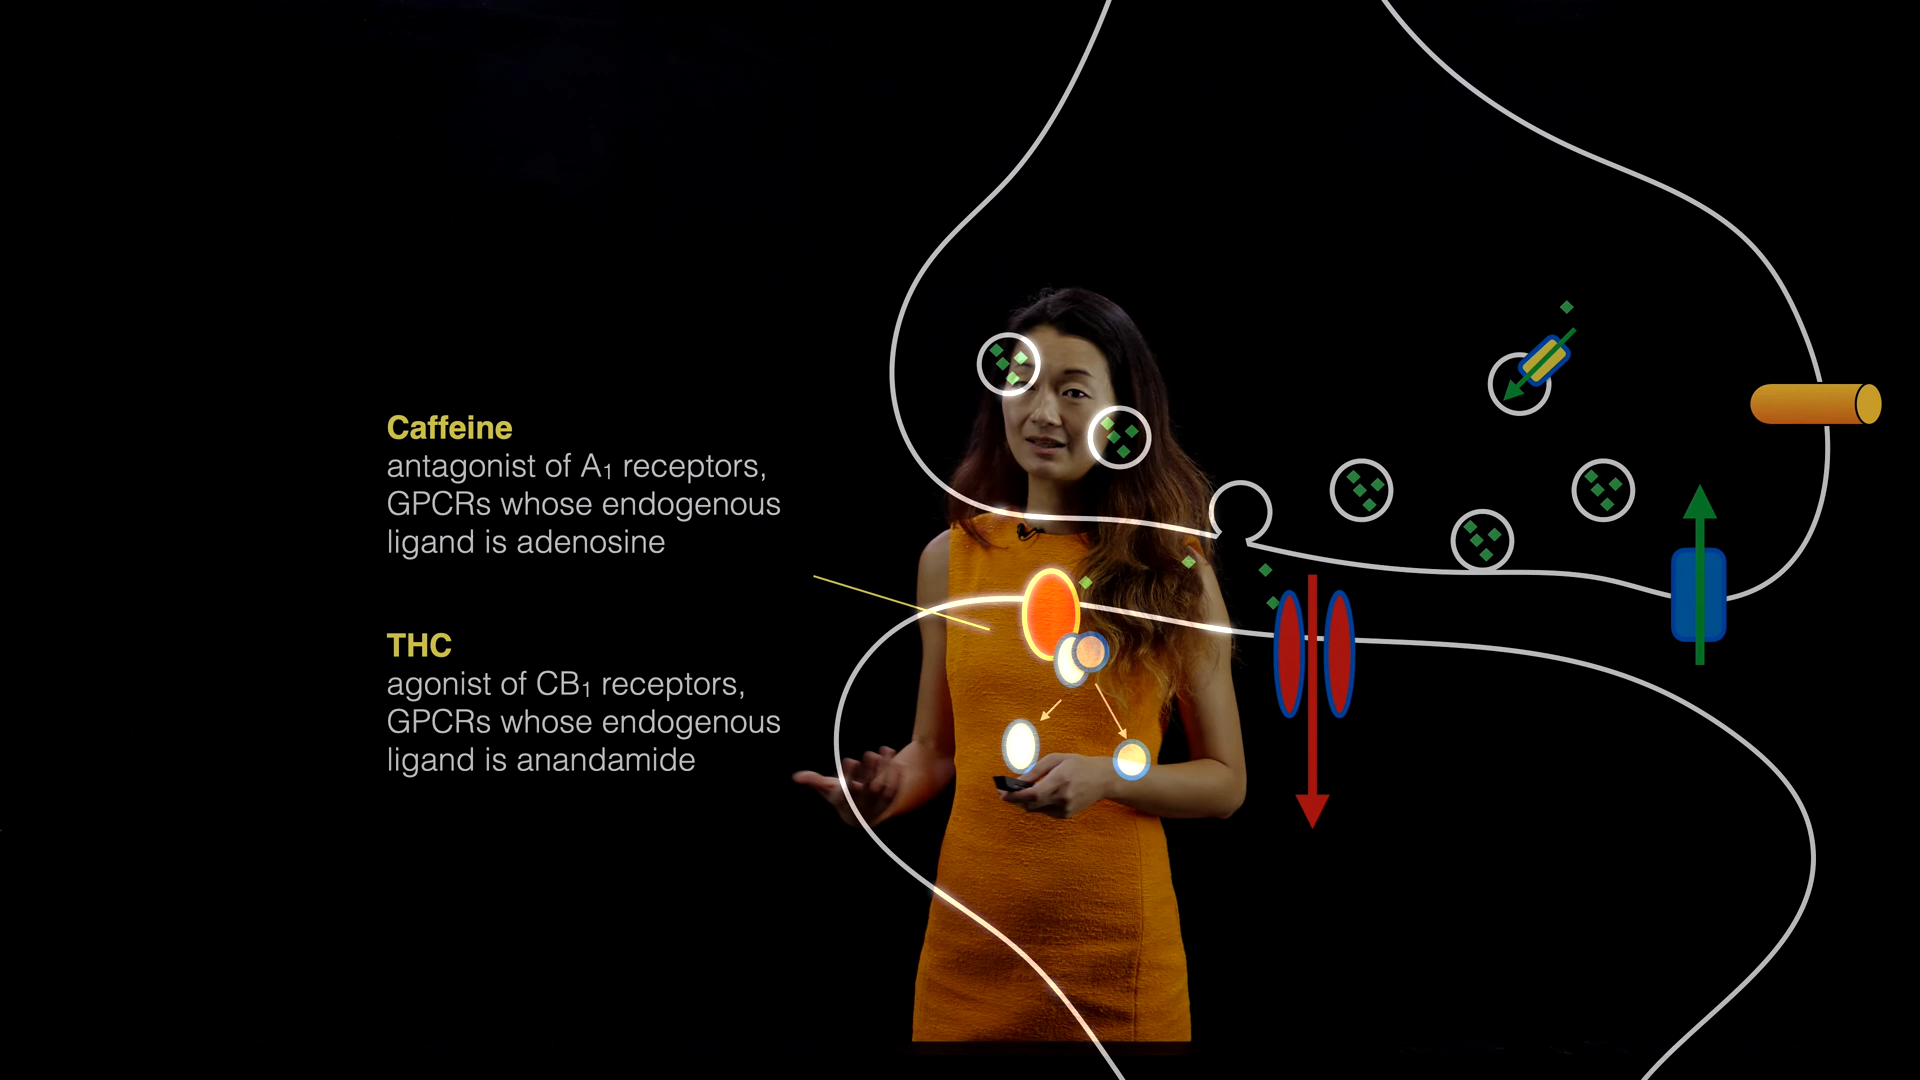 Caffeine
antagonist of A₁ receptors,
GPCRs whose endogenous
ligand is adenosine
THC
agonist of CB₁ receptors,
GPCRs whose endogenous
ligand is anandamide